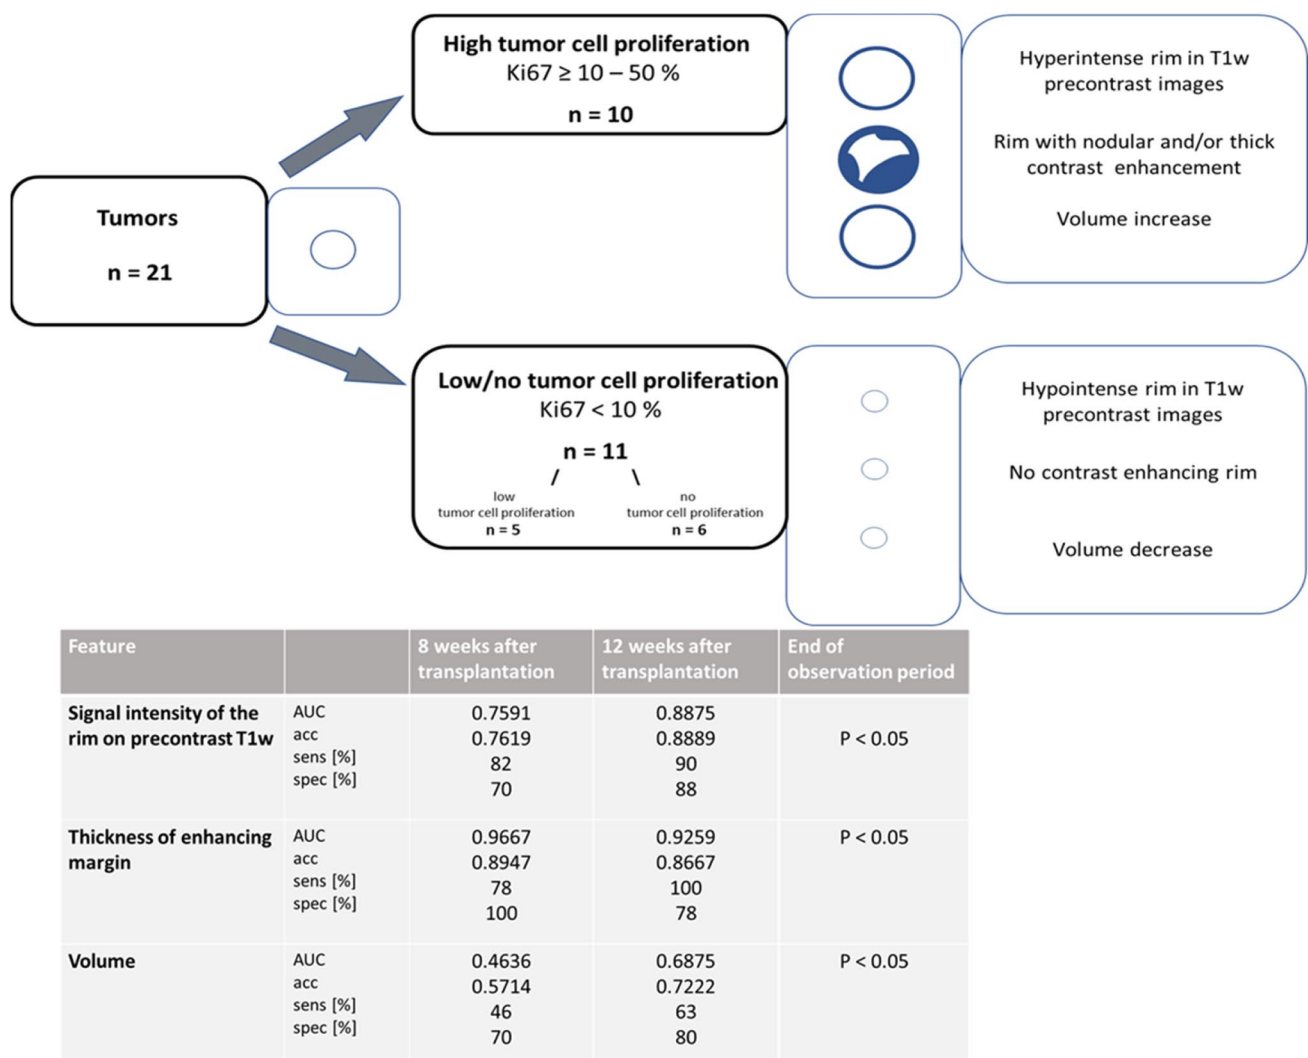 Tumors
n = 21
High tumor cell proliferation
Ki67 ≥ 10 – 50 %
n = 10
Hyperintense rim in T1w
precontrast images
Rim with nodular and/or thick
contrast enhancement
Volume increase
Low/no tumor cell proliferation
Ki67 < 10 %
n = 11
/ \
low no
tumor cell proliferation tumor cell proliferation
n = 5 n = 6
Hypointense rim in T1w
precontrast images
No contrast enhancing rim
Volume decrease
Feature 8 weeks after 12 weeks after End of
transplantation transplantation observation period
Signal intensity of the AUC 0.7591 0.8875
rim on precontrast T1w acc 0.7619 0.8889 P < 0.05
sens [%] 82 90
spec [%] 70 88
Thickness of enhancing AUC 0.9667 0.9259 P < 0.05
margin acc 0.8947 0.8667
sens [%] 78 100
spec [%] 100 78
Volume AUC 0.4636 0.6875 P < 0.05
acc 0.5714 0.7222
sens [%] 46 63
spec [%] 70 80